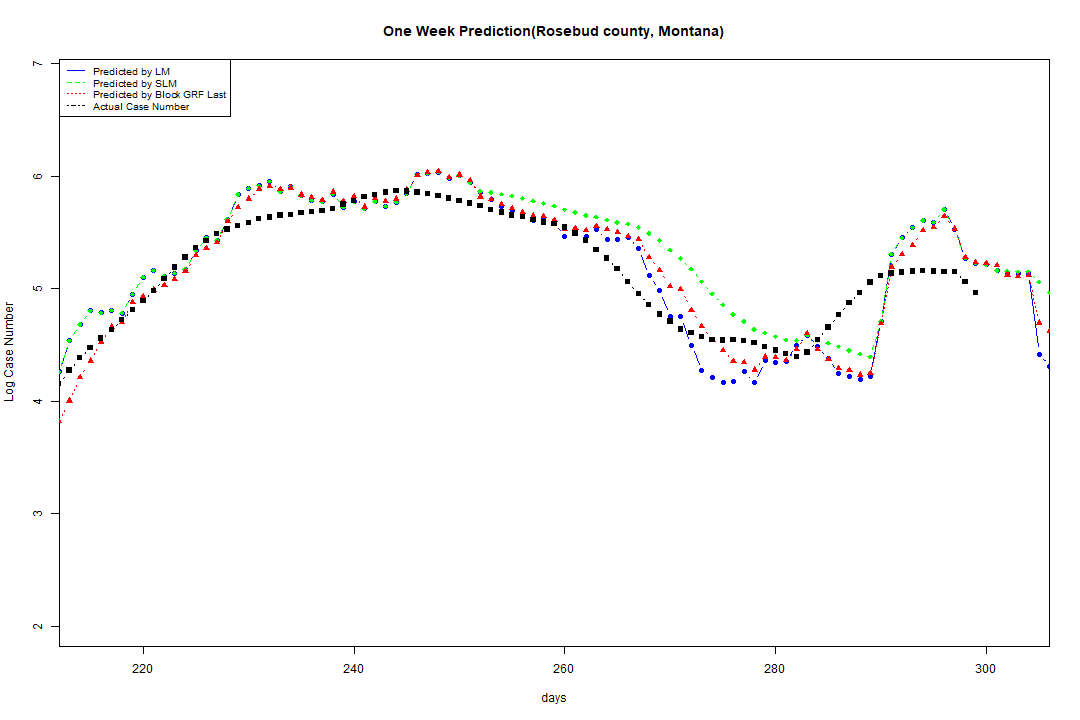 One Week Prediction(Rosebud county, Montana)
Predicted by LM
Predicted by SLM
Predicted by Block GRF Last
Actual Case Number
7
6
5
4
3
2
Log Case Number
220 240 260 280 300
days